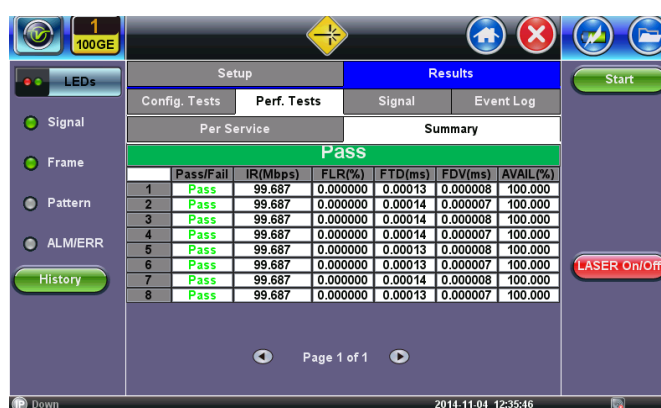 1
100GE
LEDs
Setup
Results
Start
Config. Tests
Perf. Tests
Signal
Event Log
Signal
Per Service
Summary
Pass
Frame
Pass/Fail IR(Mbps) FLR(%) FTD(ms) FDV(ms) AVAIL(%)
1 Pass 99.687 0.000000 0.00013 0.000008 100.000
2 Pass 99.687 0.000000 0.00014 0.000007 100.000
3 Pass 99.687 0.000000 0.00014 0.000008 100.000
4 Pass 99.687 0.000000 0.00014 0.000007 100.000
5 Pass 99.687 0.000000 0.00013 0.000008 100.000
6 Pass 99.687 0.000000 0.00013 0.000007 100.000
7 Pass 99.687 0.000000 0.00014 0.000008 100.000
8 Pass 99.687 0.000000 0.00013 0.000007 100.000
Pattern
ALM/ERR
History
LASER On/Off
Page 1 of 1
IP Down
2014-11-04 12:35:46